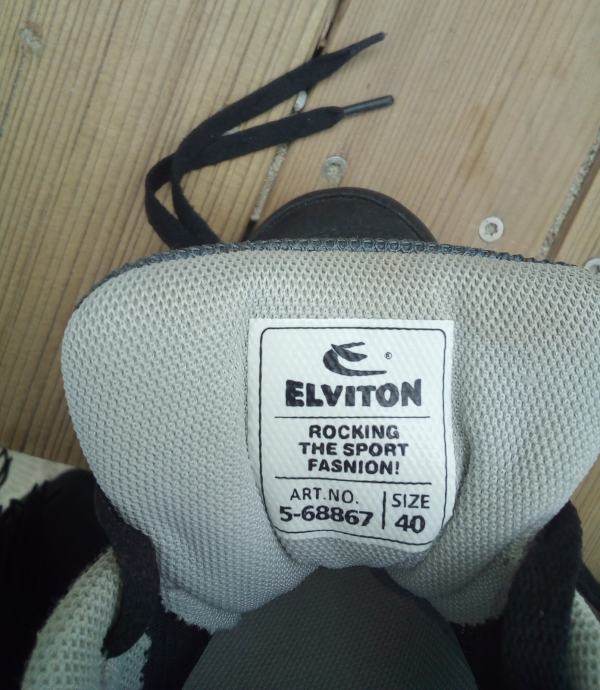 ®
ELVITON
ROCKING
THE SPORT
FASNION!
ART.NO.
5-68867
SIZE
40